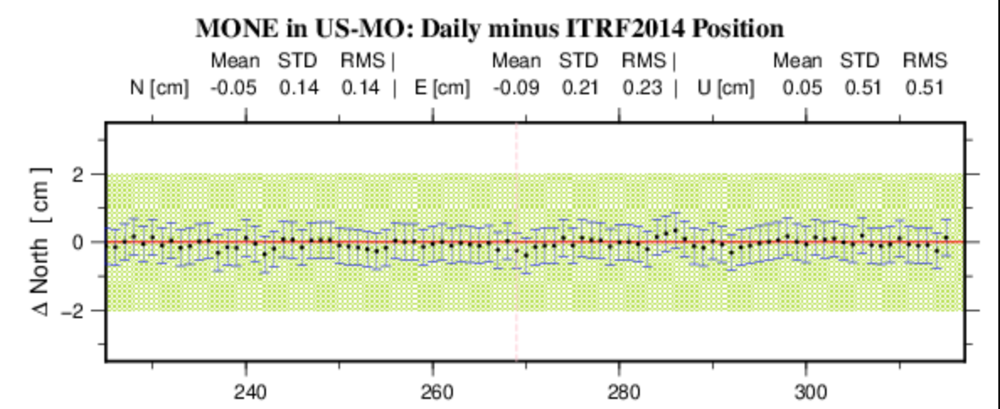 MONE in US-MO: Daily minus ITRF2014 Position
Mean STD RMS | Mean STD RMS | Mean STD RMS
N [cm] -0.05 0.14 0.14 | E [cm] -0.09 0.21 0.23 | U [cm] 0.05 0.51 0.51
Δ North [ cm ]
2
0
−2
240 260 280 300